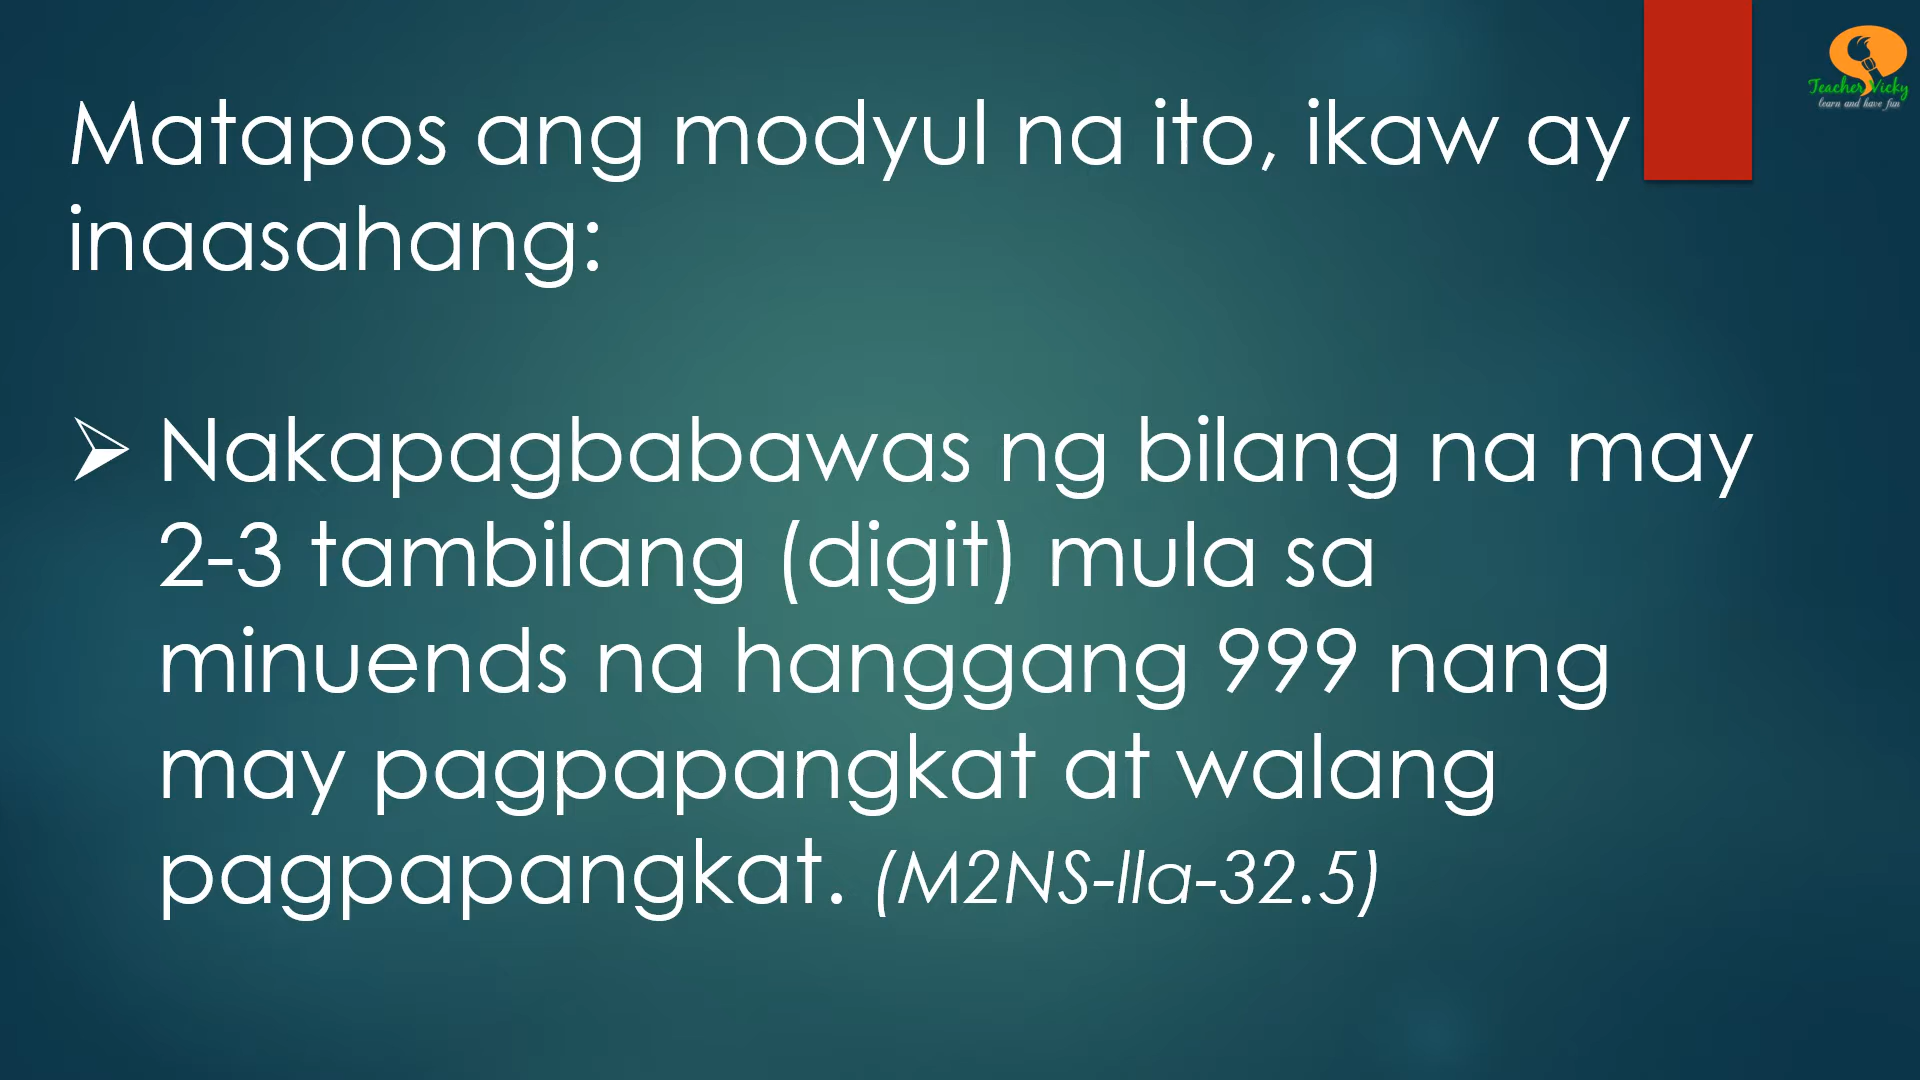 Teacher Vicky
learn and have fun
Matapos ang modyul na ito, ikaw ay
inaasahang:
Nakapagbabawas ng bilang na may
2-3 tambilang (digit) mula sa
minuends na hanggang 999 nang
may pagpapangkat at walang
pagpapangkat. (M2NS-IIa-32.5)